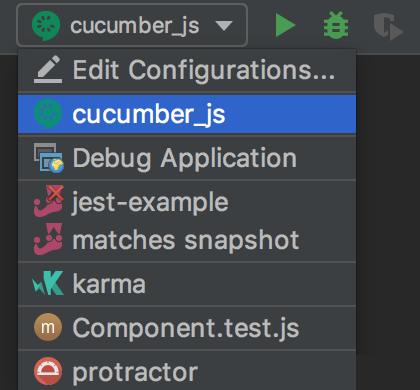 cucumber_js
Edit Configurations...
cucumber_js
Debug Application
jest-example
matches snapshot
karma
m Component.test.js
protractor